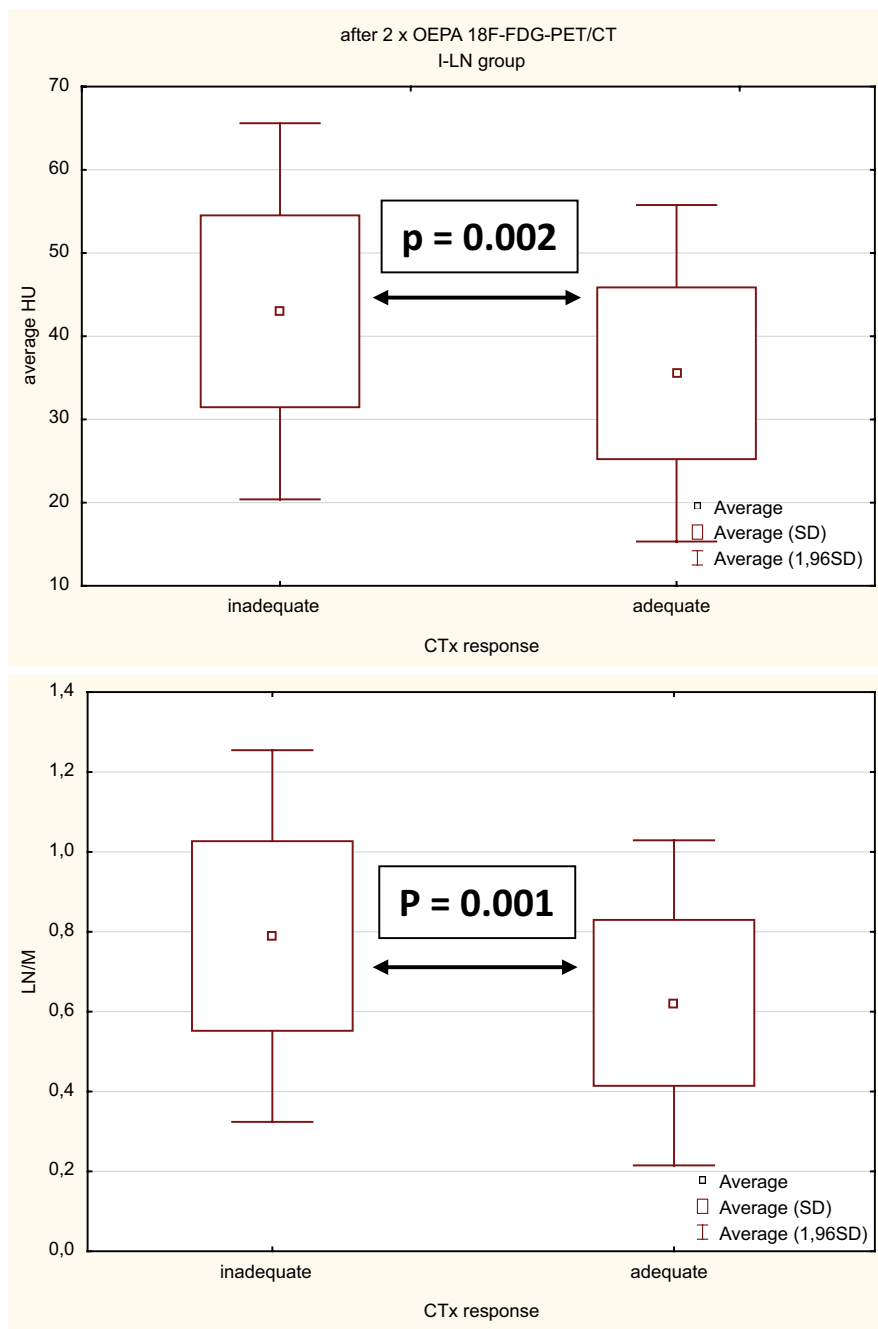 after 2 x OEPA 18F-FDG-PET/CT
I-LN group
70
60
50
40
30
20
10
average HU
p = 0.002
Average
Average (SD)
Average (1,96SD)
inadequate
adequate
CTx response
1,4
1,2
1,0
0,8
0,6
0,4
0,2
0,0
LN/M
P = 0.001
Average
Average (SD)
Average (1,96SD)
inadequate
adequate
CTx response